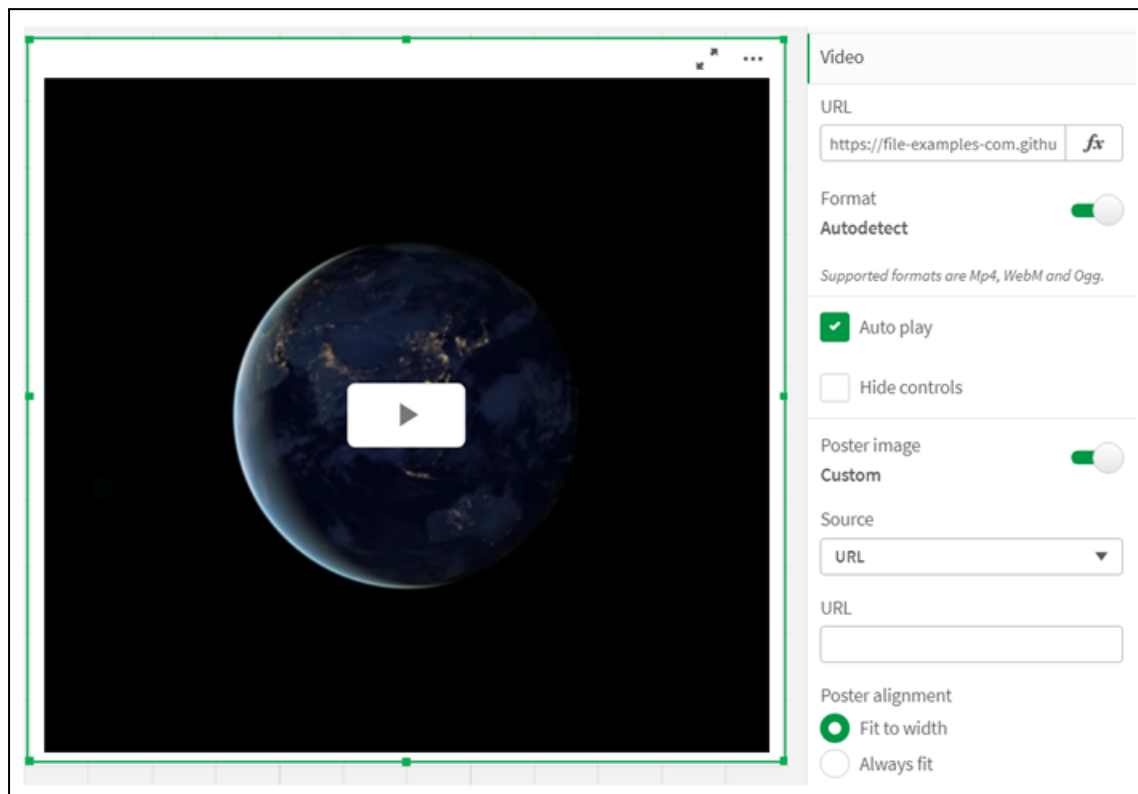 Video
URL
https://file-examples-com.githu fx
Format
Autodetect
Supported formats are Mp4, WebM and Ogg.
Auto play
Hide controls
Poster image
Custom
Source
URL
URL
Poster alignment
Fit to width
Always fit